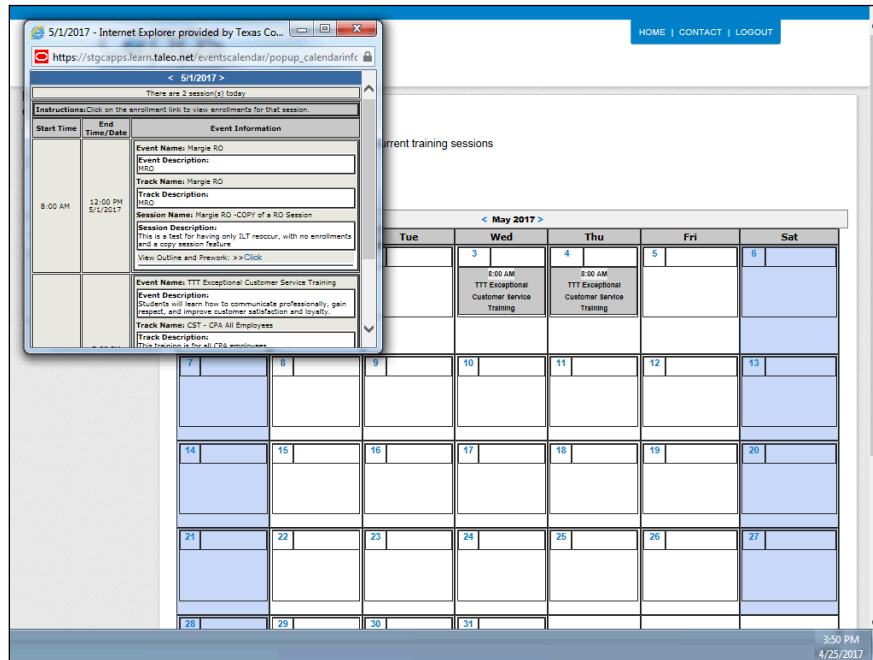 5/1/2017 - Internet Explorer provided by Texas Co...
https://stgcapps.learn.taleo.net/eventscalendar/popup_calendarinfc
< 5/1/2017 >
There are 2 session(s) today
Instructions:Click on the enrollment link to view enrollments for that session.
Start Time End Time/Date Event Information
8:00 AM
12:00 PM
5/1/2017
Event Name: Margie RO
Event Description:
MRO
Track Name: Margie RO
Track Description:
MRO
Session Name: Margie RO -COPY of a RO Session
Session Description:
This is a test for having only ILT reoccur, with no enrollments
and a copy session feature
View Outline and Prework: >>Click
Event Name: TTT Exceptional Customer Service Training
Event Description:
Students will learn how to communicate professionally, gain
respect, and improve customer satisfaction and loyalty.
Track Name: CST - CPA All Employees
Track Description:
This training is for all CPA employees
HOME | CONTACT | LOGOUT
urrent training sessions
< May 2017 >
Tue Wed Thu Fri Sat
3 4 5 6
8:00 AM
TTT Exceptional
Customer Service
Training
8:00 AM
TTT Exceptional
Customer Service
Training
7 8 9 10 11 12 13
14 15 16 17 18 19 20
21 22 23 24 25 26 27
28 29 30 31
3:50 PM
4/25/2017